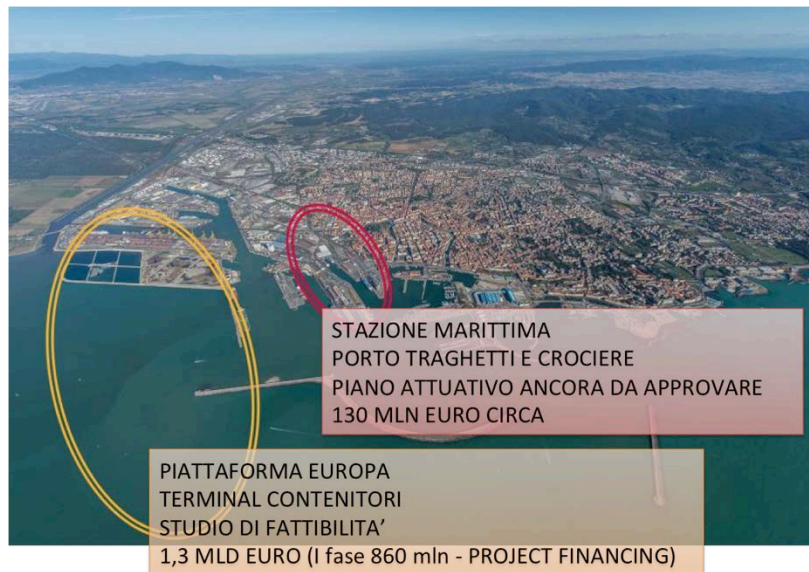 STAZIONE MARITTIMA
PORTO TRAGHETTI E CROCIERE
PIANO ATTUATIVO ANCORA DA APPROVARE
130 MLN EURO CIRCA
PIATTAFORMA EUROPA
TERMINAL CONTENITORI
STUDIO DI FATTIBILITA’
1,3 MLD EURO (I fase 860 mln - PROJECT FINANCING)